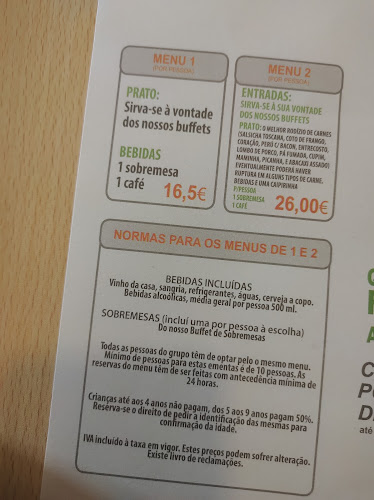 MENU 1
(POR PESSOA)
PRATO:
Sirva-se à vontade
dos nossos buffets
BEBIDAS
1 sobremesa
1 café
16,5€
MENU 2
(POR PESSOA)
ENTRADAS:
SIRVA-SE À SUA VONTADE
DOS NOSSOS BUFFETS
PRATO: O MELHOR RODÍZIO DE CARNES
(SALSICHA TOSCANA, COTO DE FRANGO,
CORAÇÃO, PERÚ C/ BACON, ENTRECOSTO,
LOMBO DE PORCO, PÁ FUMADA, CUPIM,
MAMINHA, PICANHA, E ABACAXI ASSADO)
EVENTUALMENTE PODERÁ HAVER
RUPTURA EM ALGUNS TIPOS DE CARNE.
BEBIDAS E UMA CAIPIRINHA
P/PESSOA
1 SOBREMESA
1 CAFÉ
26,00€
NORMAS PARA OS MENUS DE 1 E 2
BEBIDAS INCLUÍDAS
Vinho da casa, sangria, refrigerantes, águas, cerveja a copo.
Bebidas alcoólicas, média geral por pessoa 500 ml.
SOBREMESAS (incluí uma por pessoa à escolha)
Do nosso Buffet de Sobremesas
Todas as pessoas do grupo têm de optar pelo o mesmo menu.
Mínimo de pessoas para estas ementas é de 10 pessoas. As
reservas do menu têm de ser feitas com antecedência mínima de
24 horas.
Crianças até aos 4 anos não pagam, dos 5 aos 9 anos pagam 50%.
Reserva-se o direito de pedir a identificação das mesmas para
confirmação da idade.
IVA incluído à taxa em vigor. Estes preços podem sofrer alteração.
Existe livro de reclamações.
até